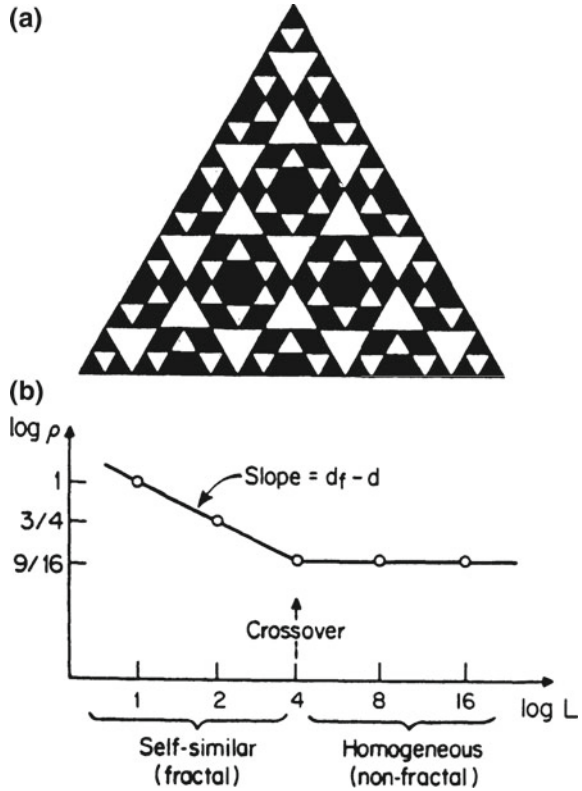 (a)
(b)
log ρ
1
3/4
9/16
Slope = d_f – d
Crossover
1 2 4 8 16 log L
Self-similar
(fractal)
Homogeneous
(non-fractal)